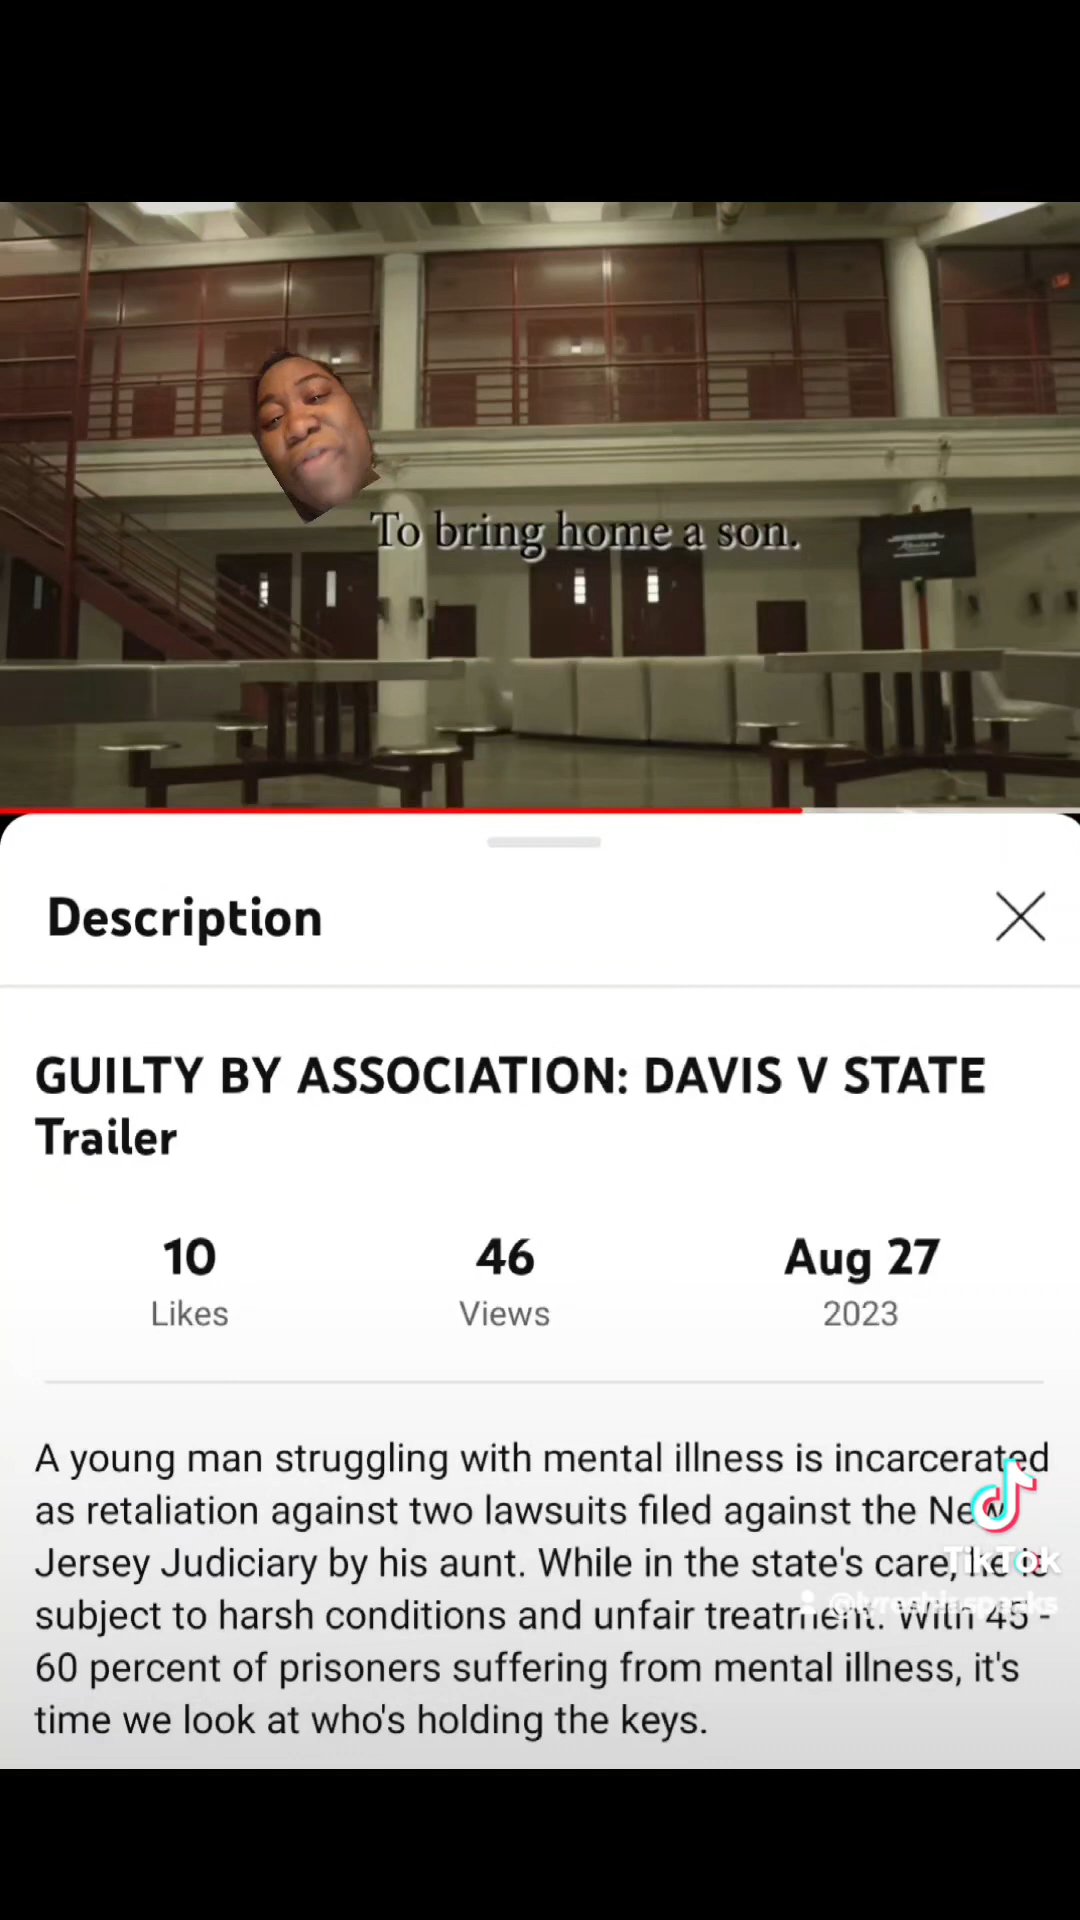 To bring home a son.
Description
GUILTY BY ASSOCIATION: DAVIS V STATE
Trailer
10
Likes
46
Views
Aug 27
2023
A young man struggling with mental illness is incarcerated
as retaliation against two lawsuits filed against the New
Jersey Judiciary by his aunt. While in the state's care, he is
subject to harsh conditions and unfair treatment. With 45 -
60 percent of prisoners suffering from mental illness, it's
time we look at who's holding the keys.
TikTok